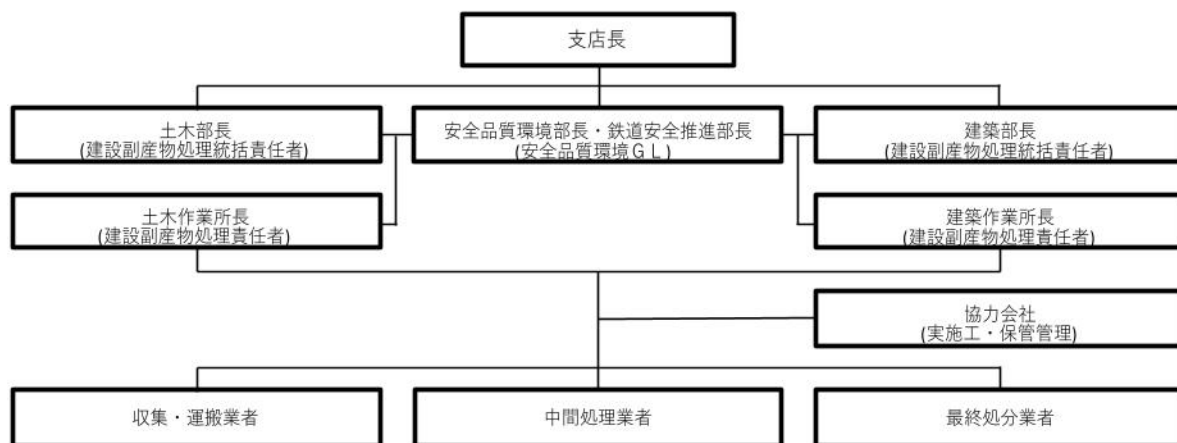 支店長
土木部長
(建設副産物処理統括責任者)
安全品質環境部長・鉄道安全推進部長
(安全品質環境ＧＬ)
建築部長
(建設副産物処理統括責任者)
土木作業所長
(建設副産物処理責任者)
建築作業所長
(建設副産物処理責任者)
協力会社
(実施工・保管管理)
収集・運搬業者
中間処理業者
最終処分業者